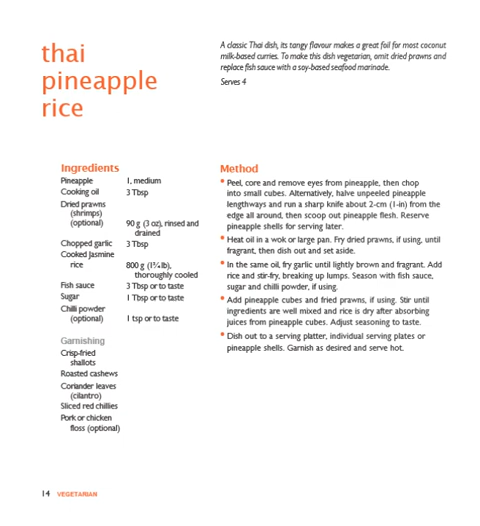 thai
pineapple
rice
A classic Thai dish, its tangy flavour makes a great foil for most coconut
milk-based curries. To make this dish vegetarian, omit dried prawns and
replace fish sauce with a soy-based seafood marinade.
Serves 4
Ingredients
Pineapple 1, medium
Cooking oil 3 Tbsp
Dried prawns
(shrimps)
(optional) 90 g (3 oz), rinsed and
drained
Chopped garlic 3 Tbsp
Cooked Jasmine
rice 800 g (1¾ lb),
thoroughly cooked
Fish sauce 3 Tbsp or to taste
Sugar 1 Tbsp or to taste
Chilli powder
(optional) 1 tsp or to taste
Garnishing
Crisp-fried
shallots
Roasted cashews
Coriander leaves
(cilantro)
Sliced red chillies
Pork or chicken
floss (optional)
Method
• Peel, core and remove eyes from pineapple, then chop
into small cubes. Alternatively, halve unpeeled pineapple
lengthways and run a sharp knife about 2-cm (1-in) from the
edge all around, then scoop out pineapple flesh. Reserve
pineapple shells for serving later.
• Heat oil in a wok or large pan. Fry dried prawns, if using, until
fragrant, then dish out and set aside.
• In the same oil, fry garlic until lightly brown and fragrant. Add
rice and stir-fry, breaking up lumps. Season with fish sauce,
sugar and chilli powder, if using.
• Add pineapple cubes and fried prawns, if using. Stir until
ingredients are well mixed and rice is dry after absorbing
juices from pineapple cubes. Adjust seasoning to taste.
• Dish out to a serving platter, individual serving plates or
pineapple shells. Garnish as desired and serve hot.
14 VEGETARIAN